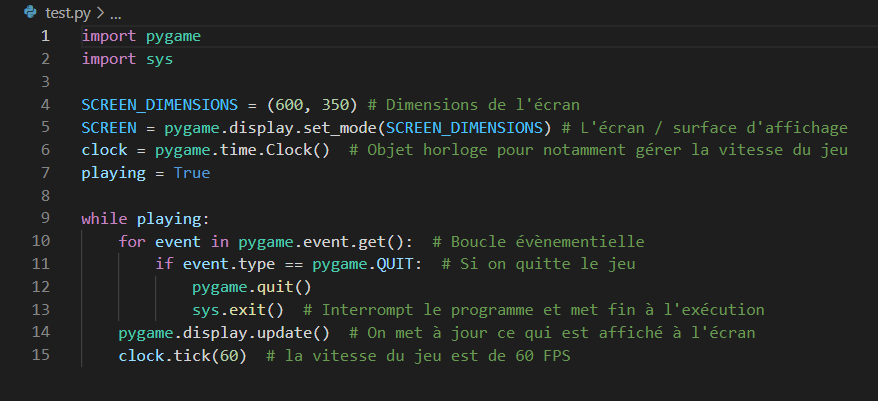 test.py > ...
1 import pygame
2 import sys
3
4 SCREEN_DIMENSIONS = (600, 350) # Dimensions de l'écran
5 SCREEN = pygame.display.set_mode(SCREEN_DIMENSIONS) # L'écran / surface d'affichage
6 clock = pygame.time.Clock()  # Objet horloge pour notamment gérer la vitesse du jeu
7 playing = True
8
9 while playing:
10     for event in pygame.event.get():  # Boucle évènementielle
11         if event.type == pygame.QUIT:  # Si on quitte le jeu
12             pygame.quit()
13             sys.exit()  # Interrompt le programme et met fin à l'exécution
14     pygame.display.update()  # On met à jour ce qui est affiché à l'écran
15     clock.tick(60)  # la vitesse du jeu est de 60 FPS